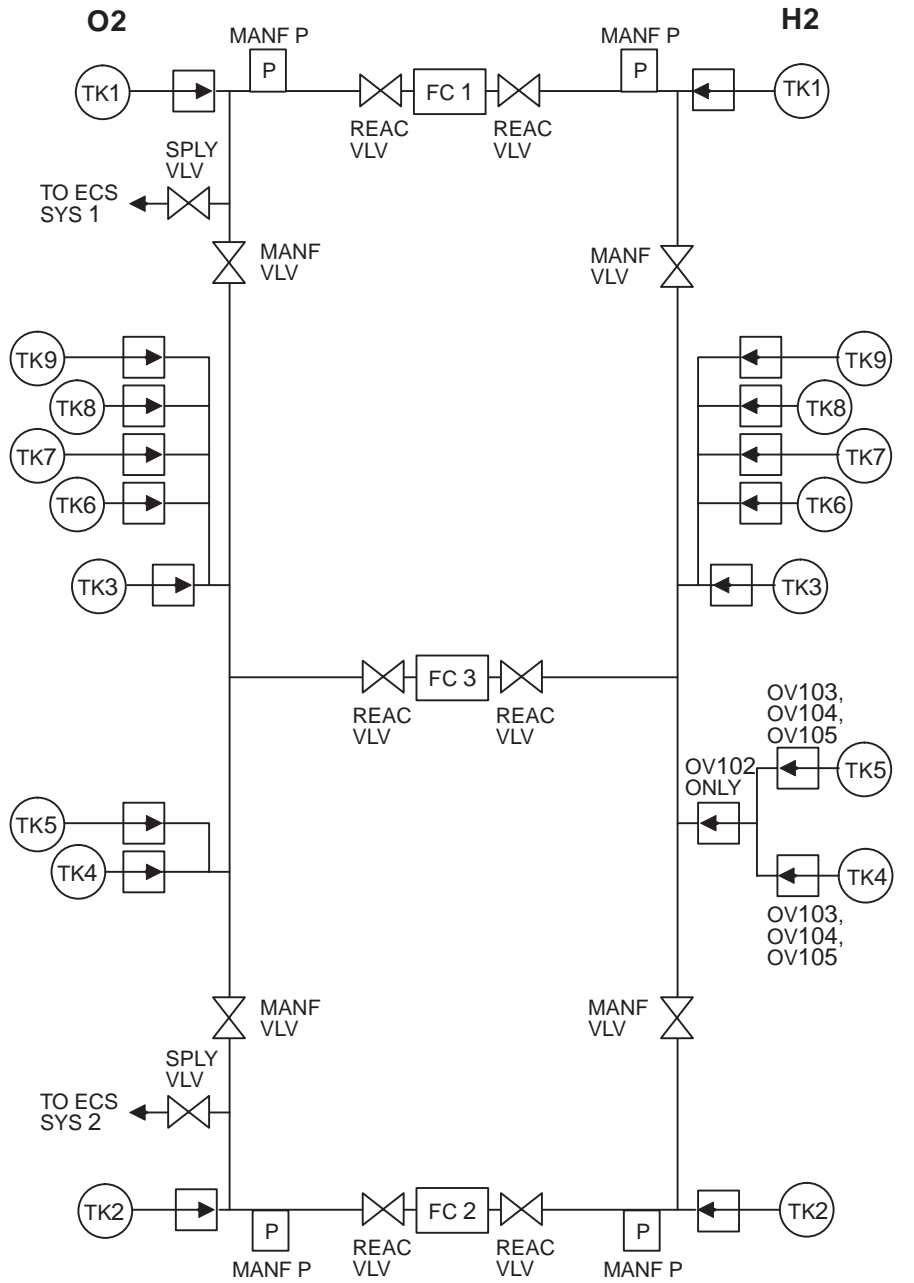 O2
H2
MANF P
MANF P
P
P
TK1
FC 1
TK1
REAC
VLV
REAC
VLV
SPLY
VLV
TO ECS
SYS 1
MANF
VLV
MANF
VLV
TK9
TK9
TK8
TK8
TK7
TK7
TK6
TK6
TK3
TK3
FC 3
REAC
VLV
REAC
VLV
OV103,
OV104,
OV105
OV102
ONLY
TK5
TK5
TK4
TK4
OV103,
OV104,
OV105
MANF
VLV
MANF
VLV
SPLY
VLV
TO ECS
SYS 2
TK2
FC 2
TK2
P
P
REAC
VLV
REAC
VLV
MANF P
MANF P